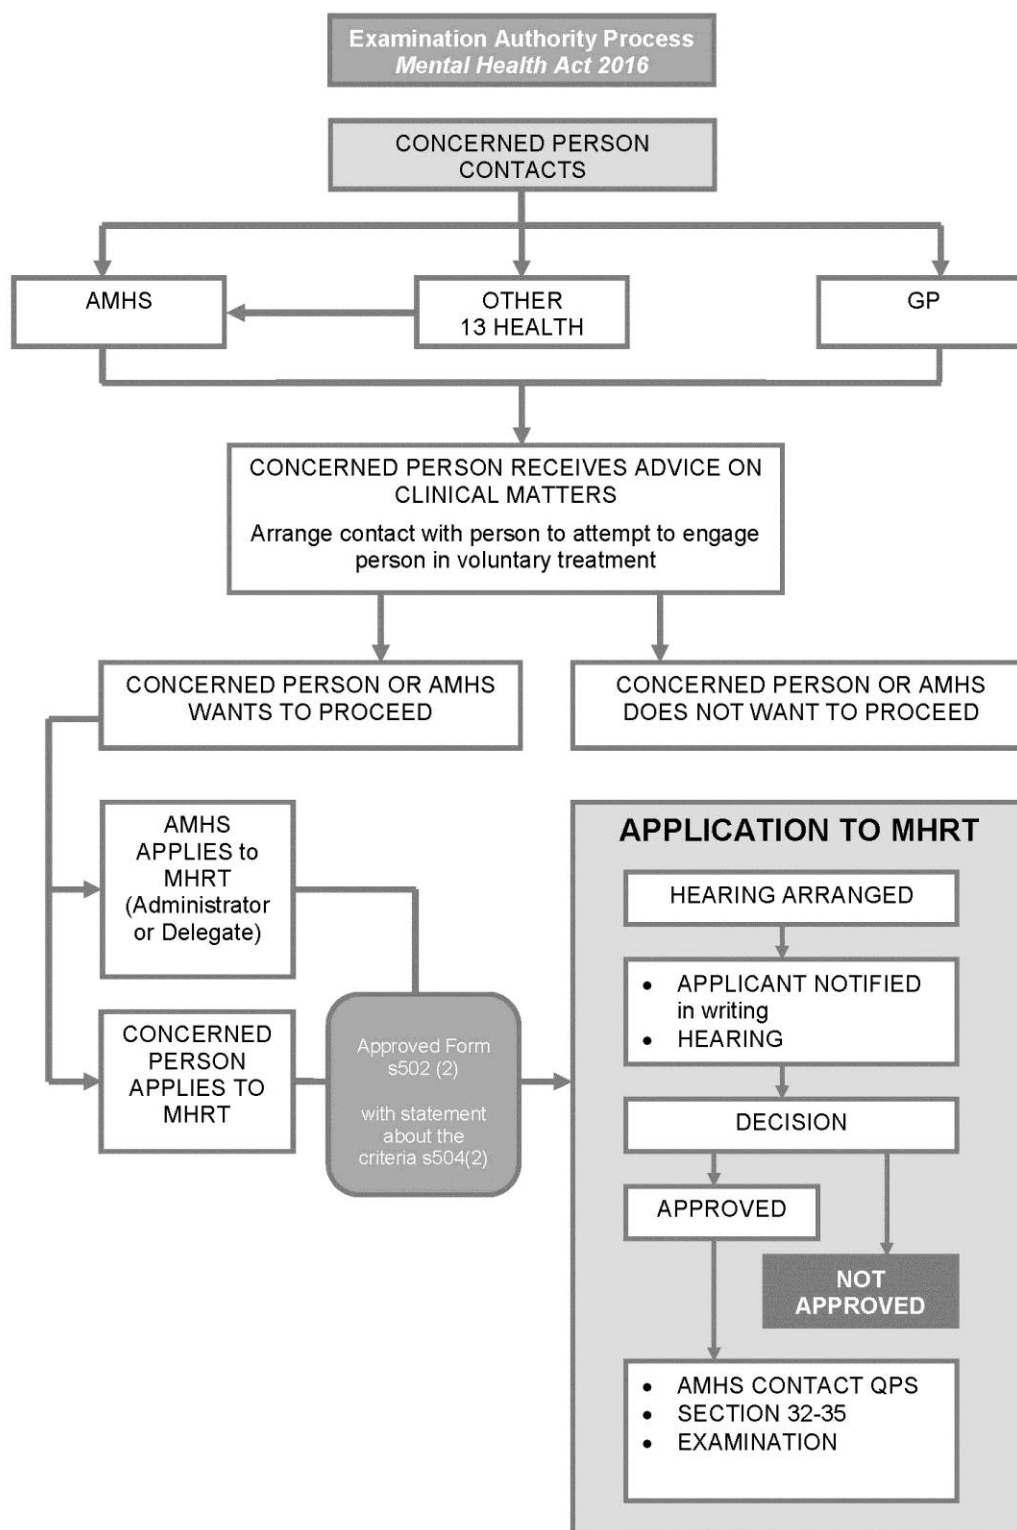 Examination Authority Process
Mental Health Act 2016
CONCERNED PERSON
CONTACTS
AMHS
OTHER
13 HEALTH
GP
CONCERNED PERSON RECEIVES ADVICE ON
CLINICAL MATTERS
Arrange contact with person to attempt to engage
person in voluntary treatment
CONCERNED PERSON OR AMHS
WANTS TO PROCEED
CONCERNED PERSON OR AMHS
DOES NOT WANT TO PROCEED
AMHS
APPLIES to
MHRT
(Administrator
or Delegate)
CONCERNED
PERSON
APPLIES TO
MHRT
Approved Form
s502 (2)
with statement
about the
criteria s504(2)
APPLICATION TO MHRT
HEARING ARRANGED
• APPLICANT NOTIFIED
in writing
• HEARING
DECISION
APPROVED
NOT
APPROVED
• AMHS CONTACT QPS
• SECTION 32-35
• EXAMINATION